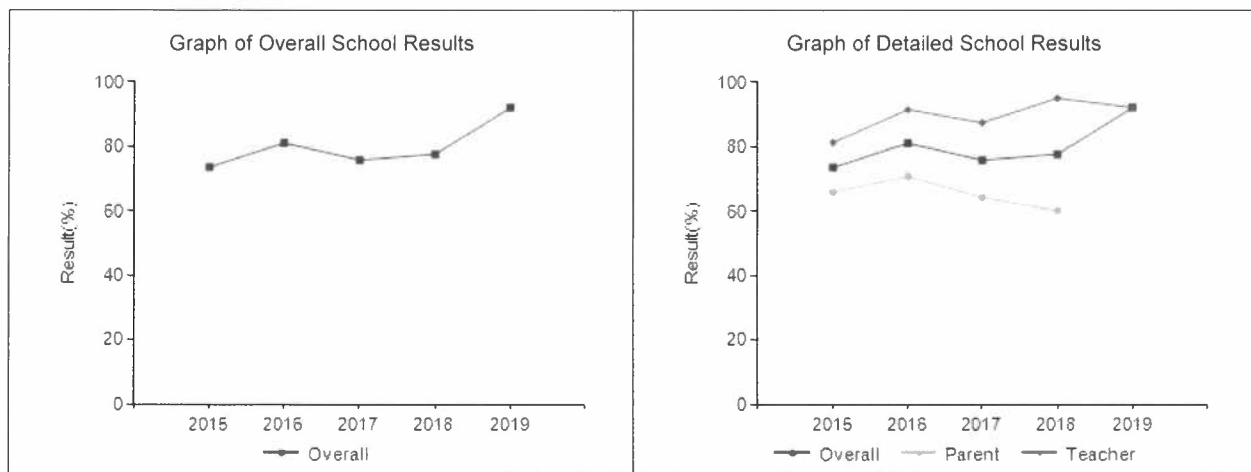 Graph of Overall School Results
100
80
60
40
20
0
Result(%)
2015 2016 2017 2018 2019
Overall
Graph of Detailed School Results
100
80
60
40
20
0
Result(%)
2015 2016 2017 2018 2019
Overall Parent Teacher